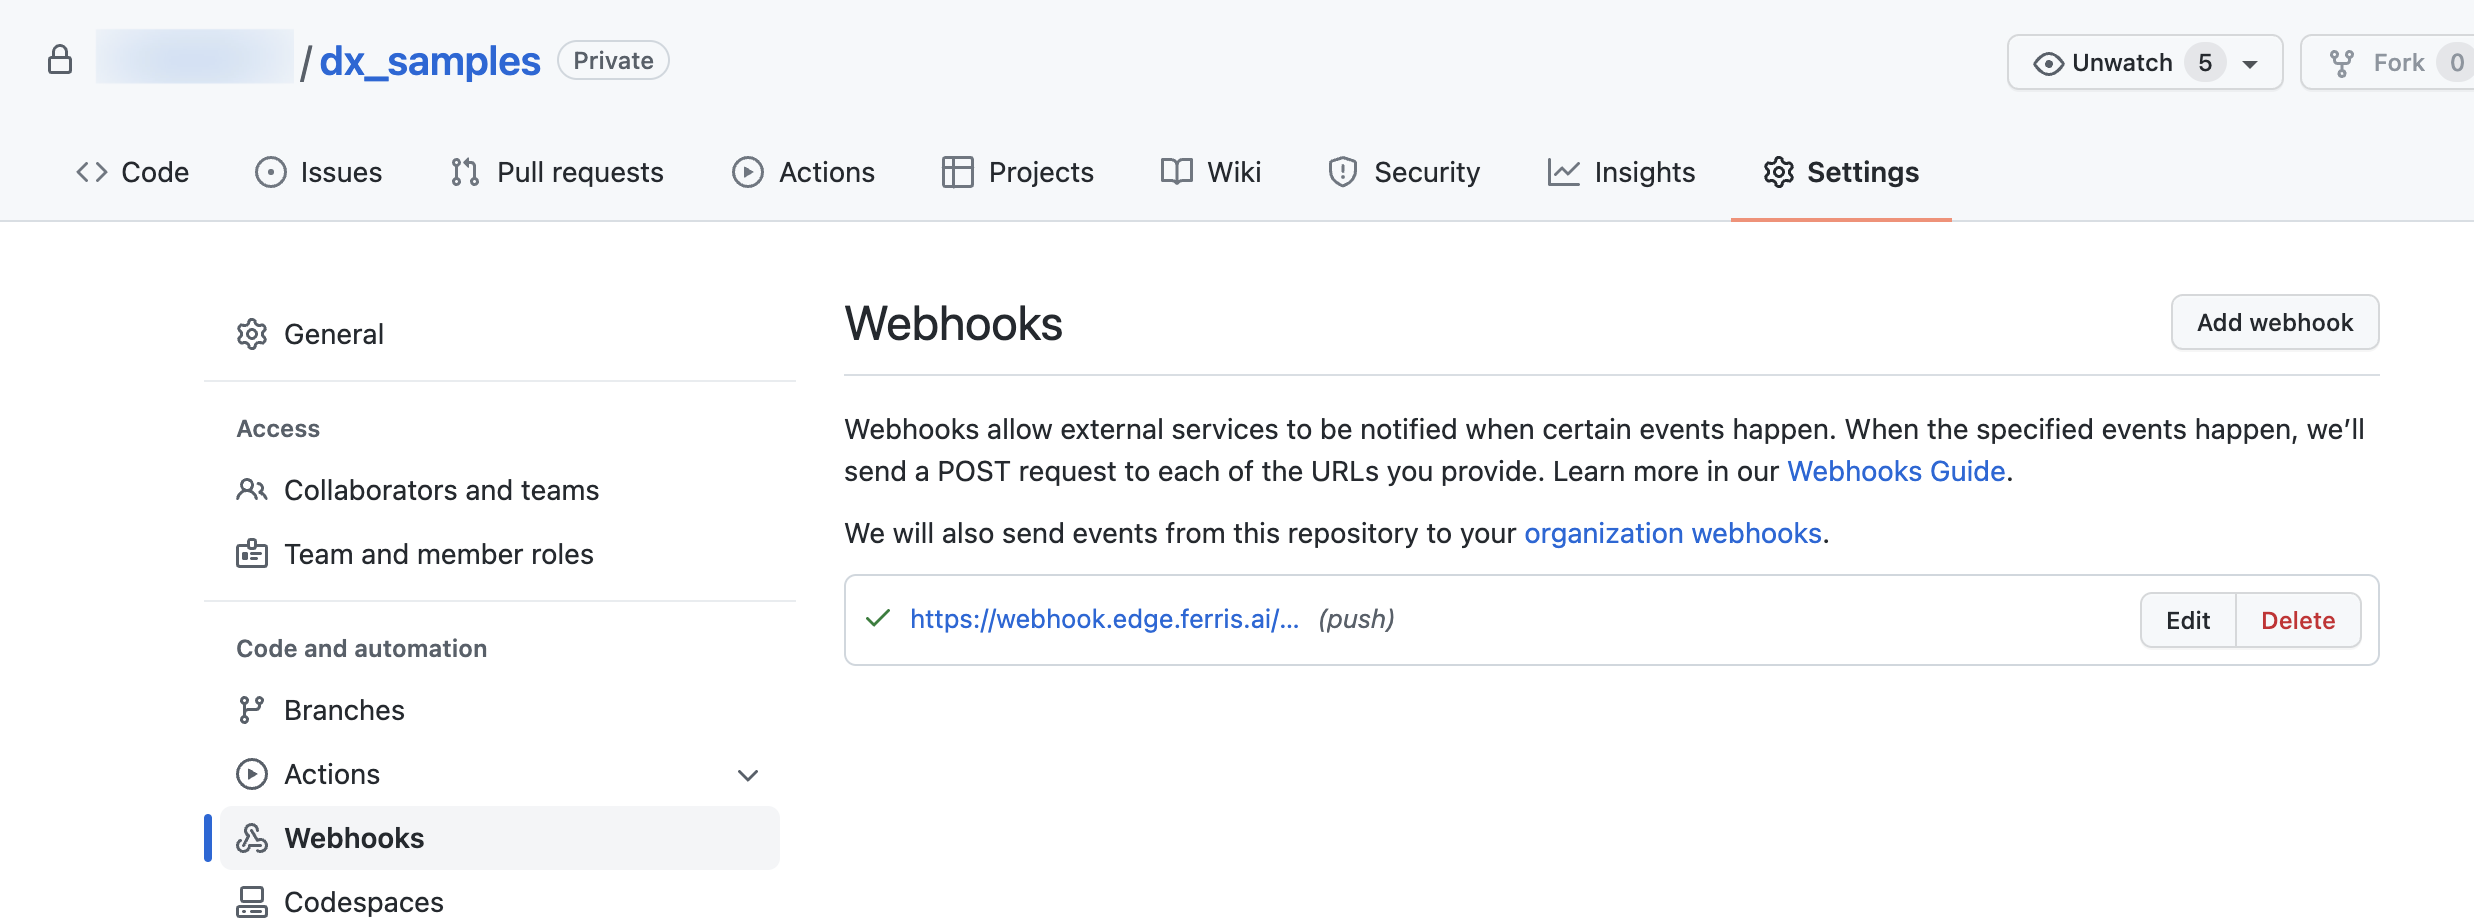 / dx_samples Private Unwatch 5 Fork 0
Code Issues Pull requests Actions Projects Wiki Security Insights Settings
General
Access
Collaborators and teams
Team and member roles
Code and automation
Branches
Actions
Webhooks
Codespaces
Webhooks Add webhook
Webhooks allow external services to be notified when certain events happen. When the specified events happen, we’ll
send a POST request to each of the URLs you provide. Learn more in our Webhooks Guide.
We will also send events from this repository to your organization webhooks.
https://webhook.edge.ferris.ai/... (push) Edit Delete